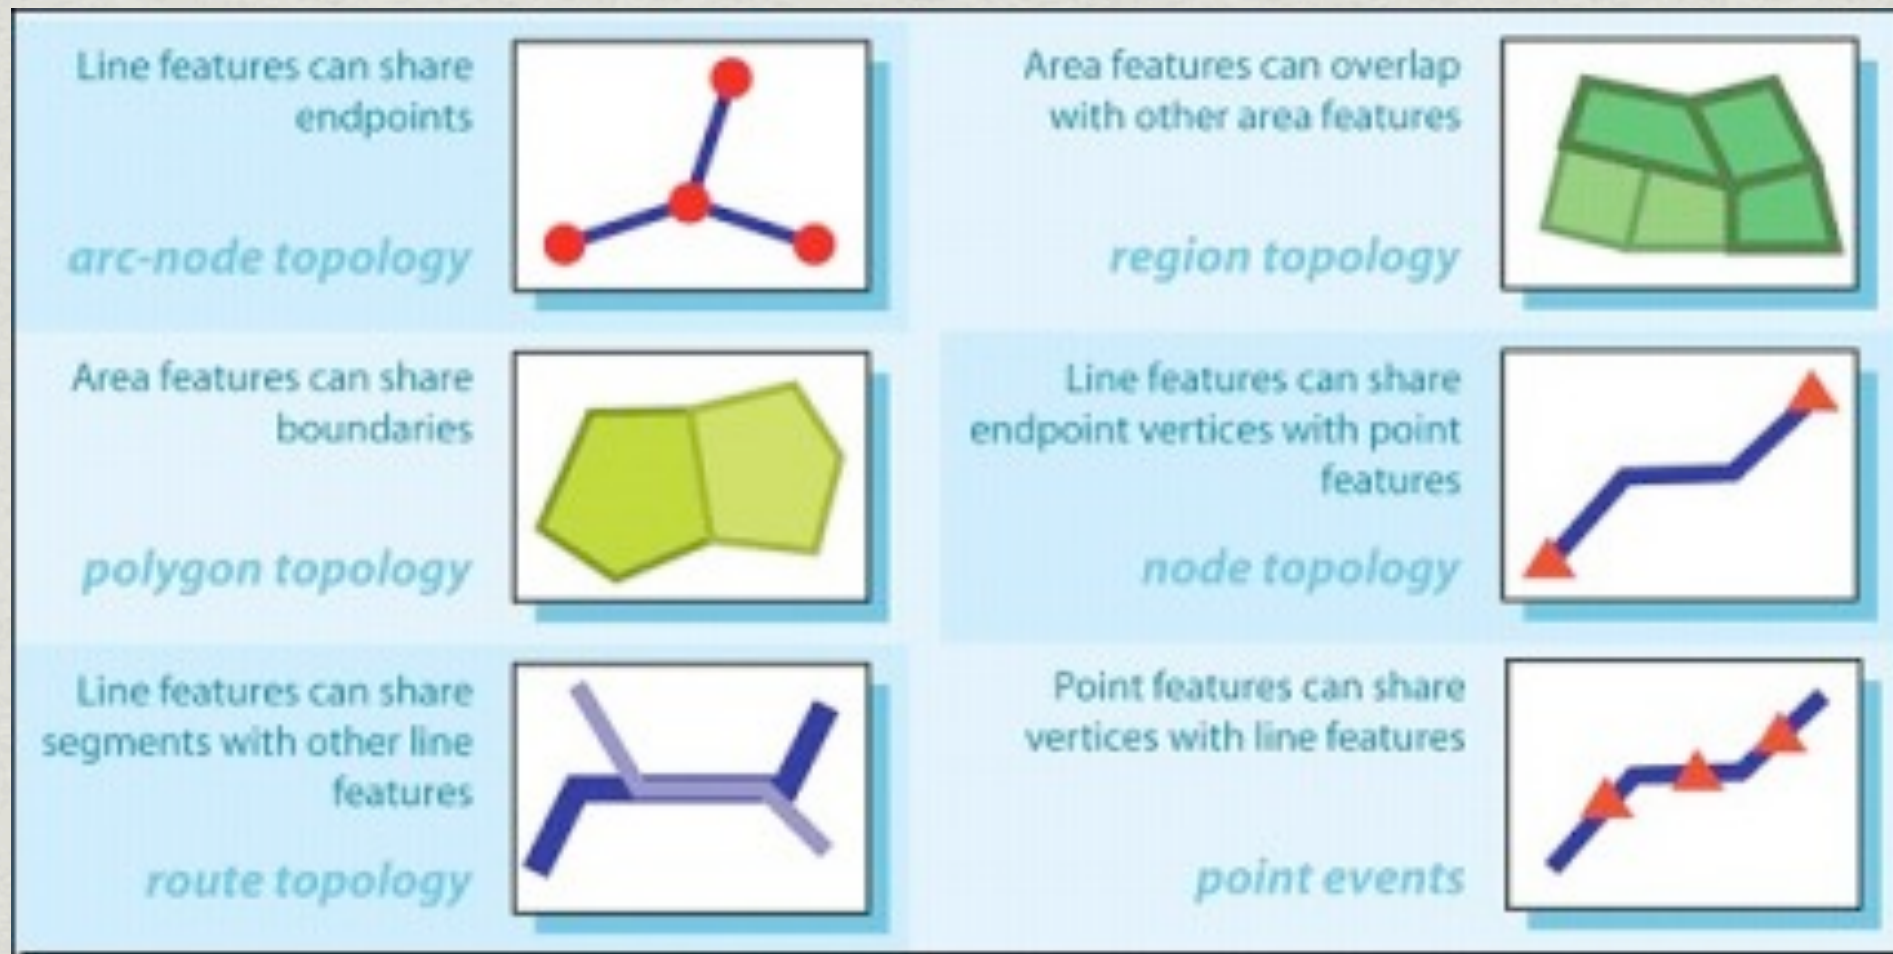 Line features can share
endpoints
arc-node topology
Area features can share
boundaries
polygon topology
Line features can share
segments with other line
features
route topology
Area features can overlap
with other area features
region topology
Line features can share
endpoint vertices with point
features
node topology
Point features can share
vertices with line features
point events